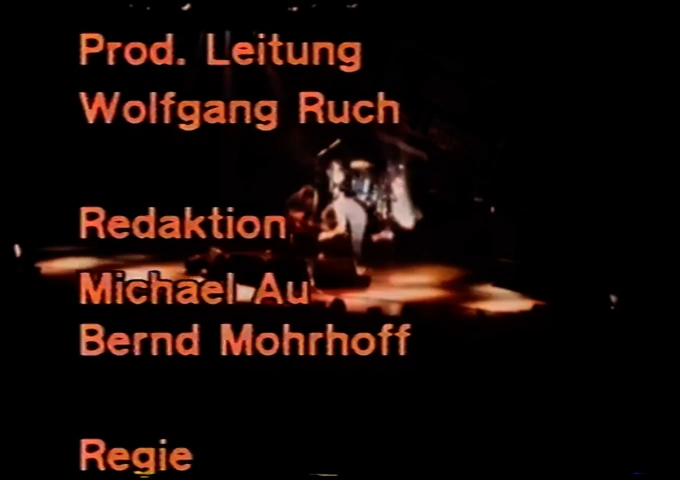 Prod. Leitung
Wolfgang Ruch
Redaktion
Michael Au
Bernd Mohrhoff
Regie